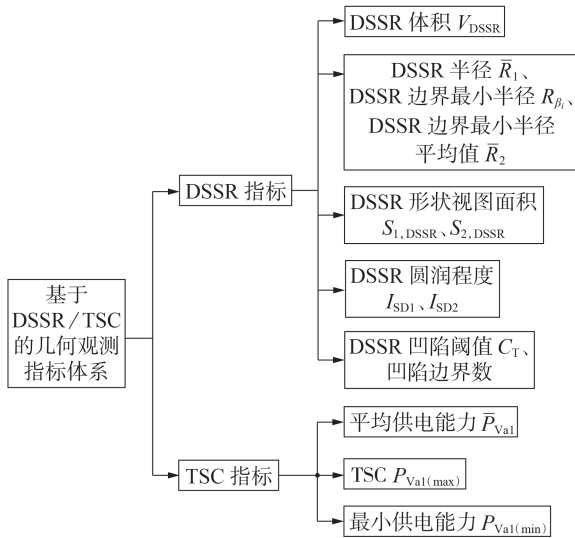 DSSR 体积 V_DSSR
DSSR 半径 R̄₁、
DSSR 边界最小半径 R_βᵢ、
DSSR 边界最小半径
平均值 R̄₂
DSSR 指标
DSSR 形状视图面积
S₁,DSSR、S₂,DSSR
基于
DSSR/TSC
的几何观测
指标体系
DSSR 圆润程度
I_SD1、I_SD2
DSSR 凹陷阈值 C_T、
凹陷边界数
平均供电能力 P̄_Va1
TSC 指标
TSC P_Va1(max)
最小供电能力 P_Va1(min)